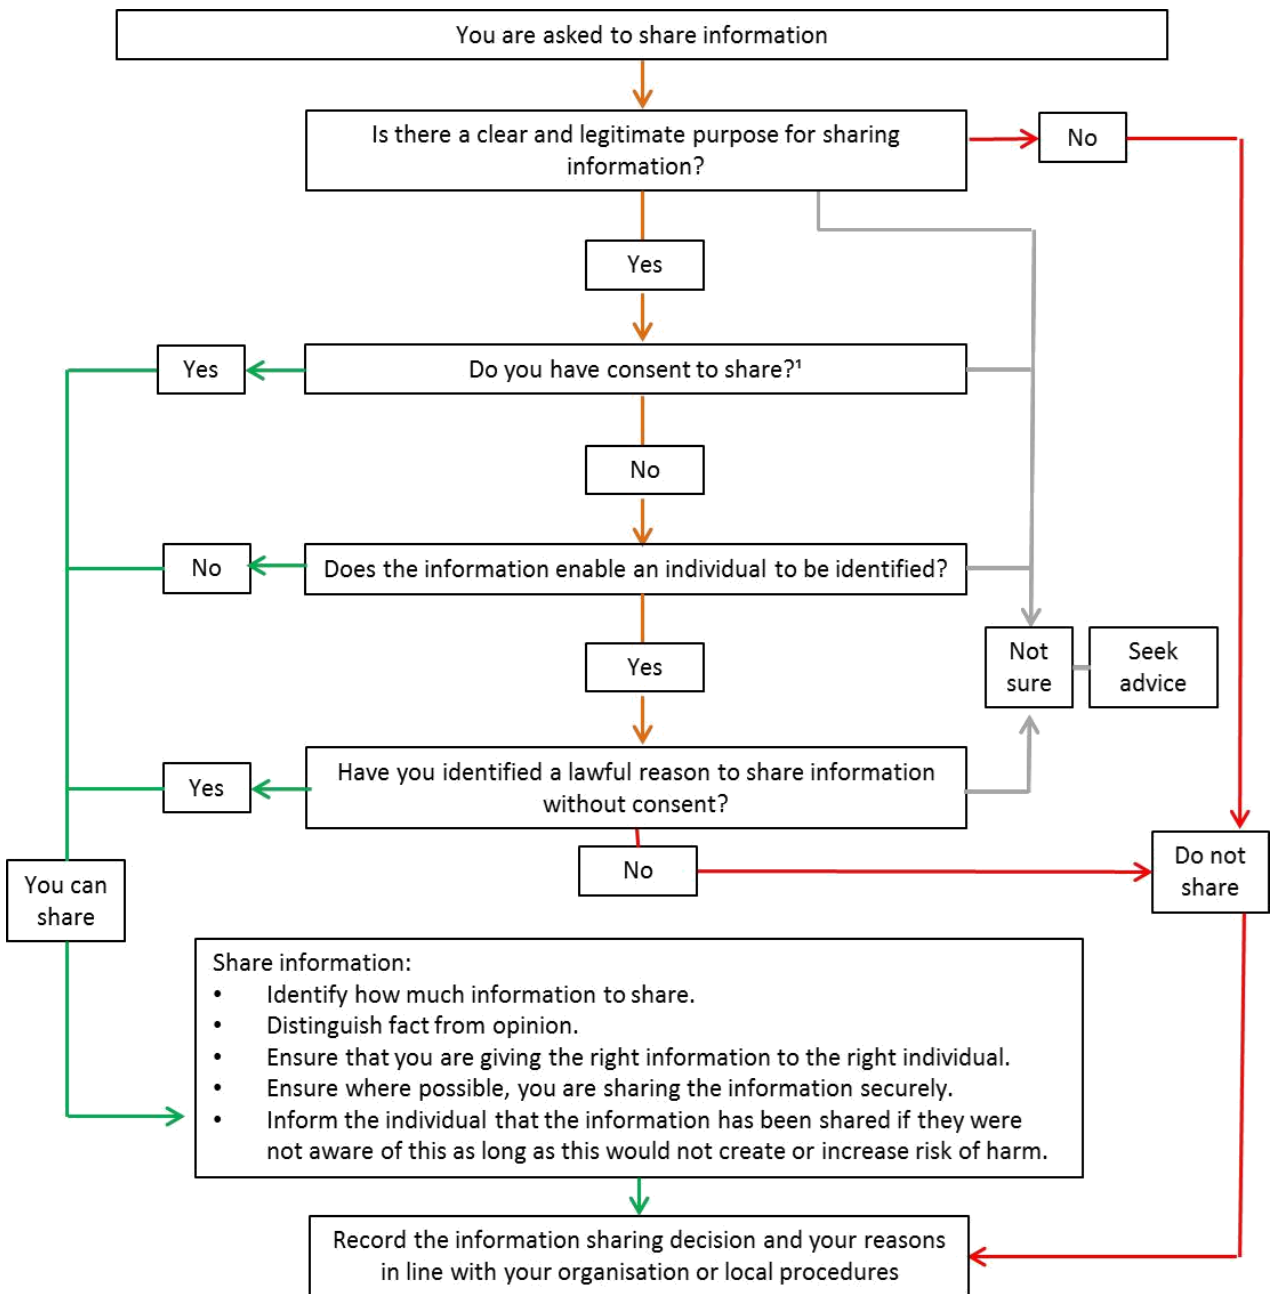 You are asked to share information
Is there a clear and legitimate purpose for sharing
information?
No
Yes
Do you have consent to share?¹
Yes
No
Does the information enable an individual to be identified?
No
Yes
Not
sure
Seek
advice
Have you identified a lawful reason to share information
without consent?
Yes
No
Do not
share
You can
share
Share information:
• Identify how much information to share.
• Distinguish fact from opinion.
• Ensure that you are giving the right information to the right individual.
• Ensure where possible, you are sharing the information securely.
• Inform the individual that the information has been shared if they were
not aware of this as long as this would not create or increase risk of harm.
Record the information sharing decision and your reasons
in line with your organisation or local procedures